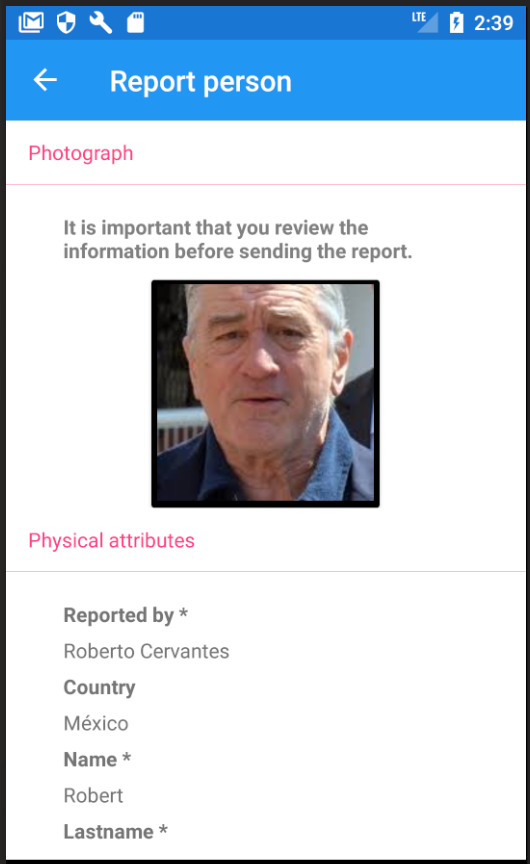 LTE 2:39
Report person
Photograph
It is important that you review the
information before sending the report.
Physical attributes
Reported by *
Roberto Cervantes
Country
México
Name *
Robert
Lastname *